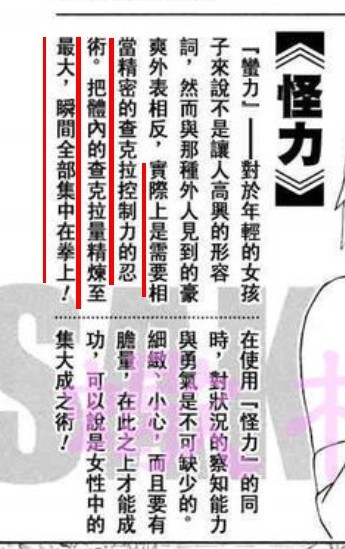 《怪力》
『蠻力』——對於年輕的女孩
子來說不是讓人高興的形容
詞，然而與那種外人見到的豪
爽外表相反，實際上是需要相
當精密的查克拉控制力的忍
術。把體內的查克拉量精煉至
最大，瞬間全部集中在拳上！
在使用『怪力』的同
時，對狀況的察知能力
與勇氣是不可缺少的。
細緻、小心，而且要有
膽量，在此之上才能成
功，可以說是女性中的
集大成之術！
SAK